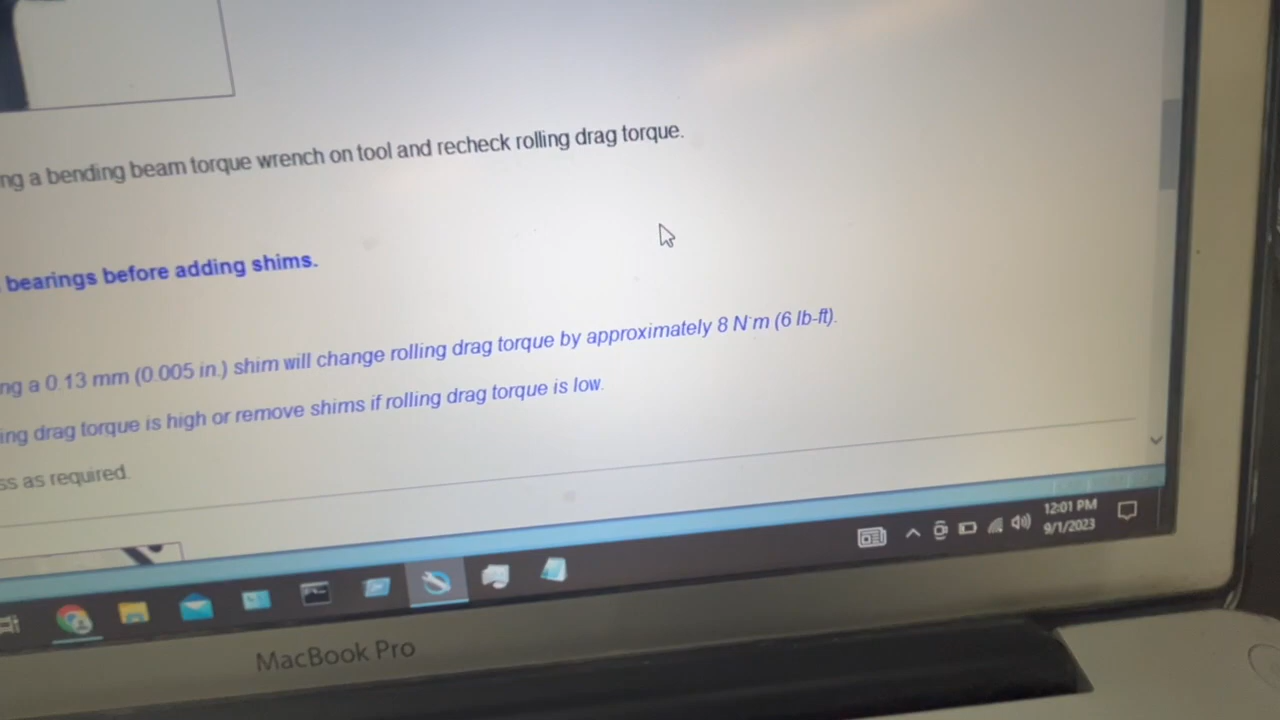 ng a bending beam torque wrench on tool and recheck rolling drag torque.
bearings before adding shims.
ng a 0.13 mm (0.005 in.) shim will change rolling drag torque by approximately 8 N·m (6 lb-ft).
ing drag torque is high or remove shims if rolling drag torque is low.
ss as required.
12:01 PM
9/1/2023
MacBook Pro